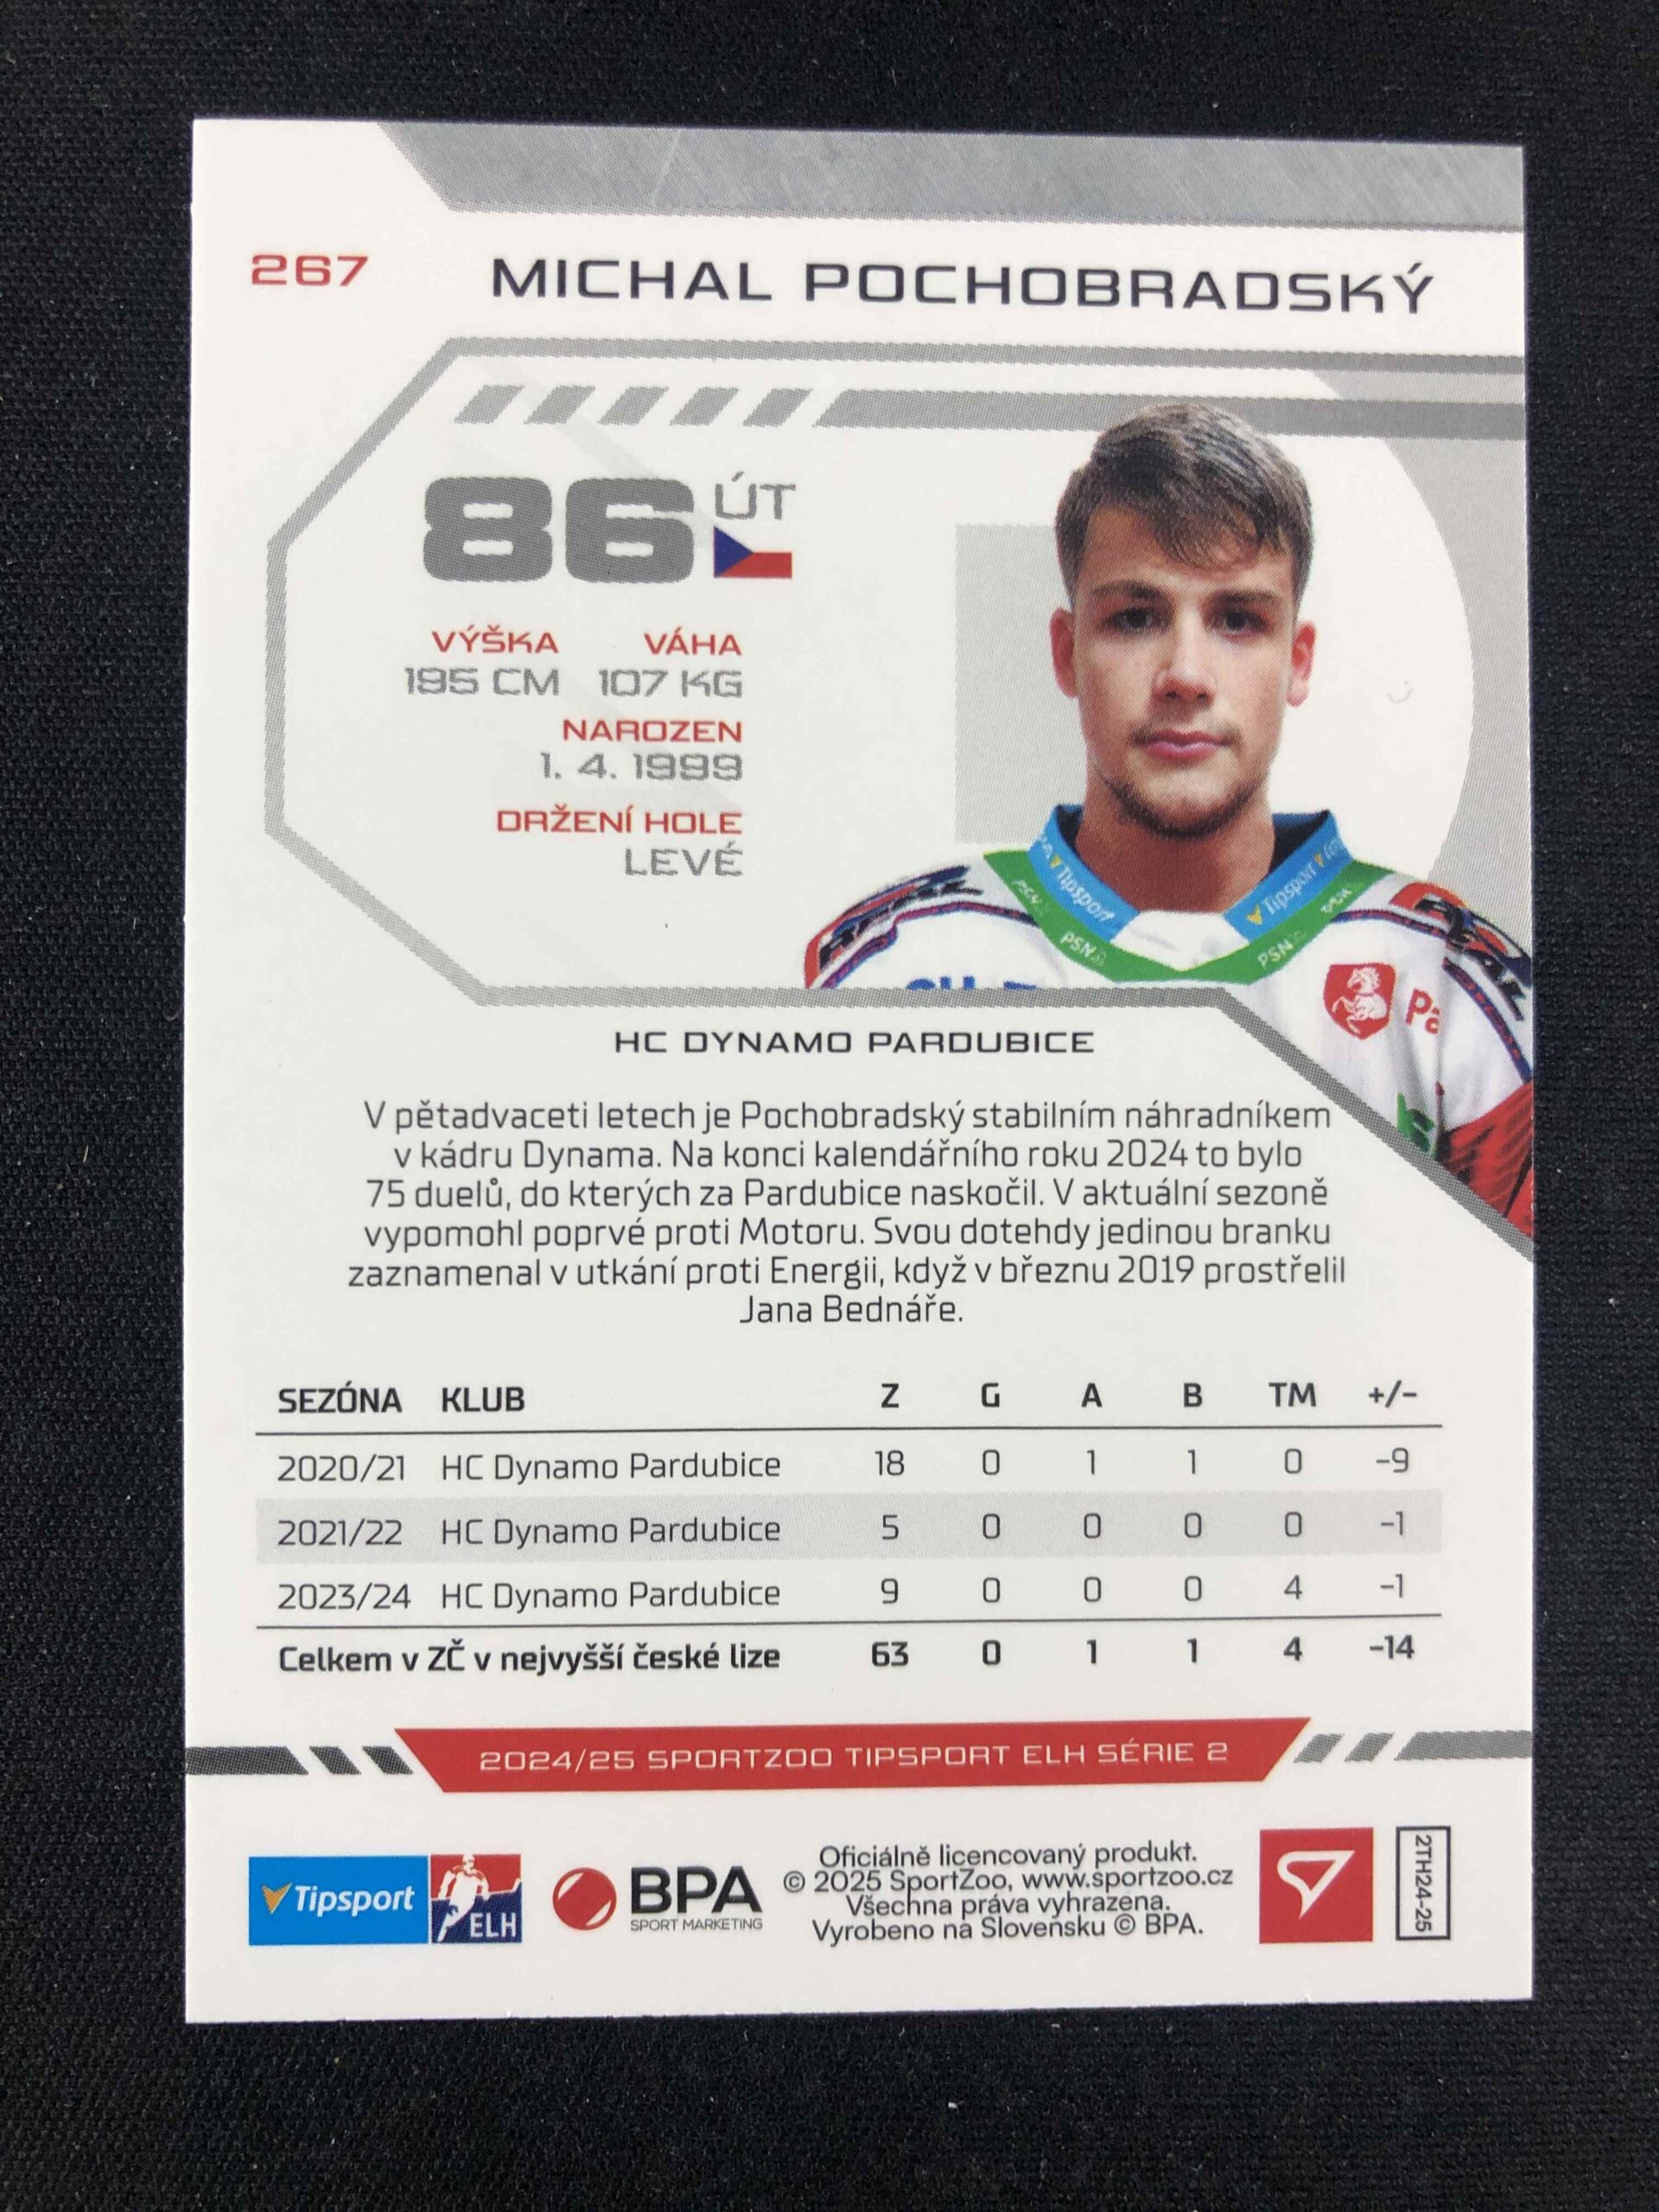 267 MICHAL POCHOBRADSKÝ
86 ÚT
VÝŠKA VÁHA
195 CM 107 KG
NAROZEN
1. 4. 1999
DRŽENÍ HOLE
LEVÉ
Tipsport Tipsport
PSN PSN
PSN PSN
HC DYNAMO PARDUBICE
V pětadvaceti letech je Pochobradský stabilním náhradníkem
v kádru Dynama. Na konci kalendářního roku 2024 to bylo
75 duelů, do kterých za Pardubice naskočil. V aktuální sezoně
vypomohl poprvé proti Motoru. Svou dotehdy jedinou branku
zaznamenal v utkání proti Energii, když v březnu 2019 prostřelil
Jana Bednáře.
SEZÓNA KLUB Z G A B TM +/-
2020/21 HC Dynamo Pardubice 18 0 1 1 0 -9
2021/22 HC Dynamo Pardubice 5 0 0 0 0 -1
2023/24 HC Dynamo Pardubice 9 0 0 0 4 -1
Celkem v ZČ v nejvyšší české lize 63 0 1 1 4 -14
2024/25 SPORTZOO TIPSPORT ELH SÉRIE 2
Tipsport ELH
BPA
SPORT MARKETING
Oficiálně licencovaný produkt.
© 2025 SportZoo, www.sportzoo.cz
Všechna práva vyhrazena.
Vyrobeno na Slovensku © BPA.
2TH24-25